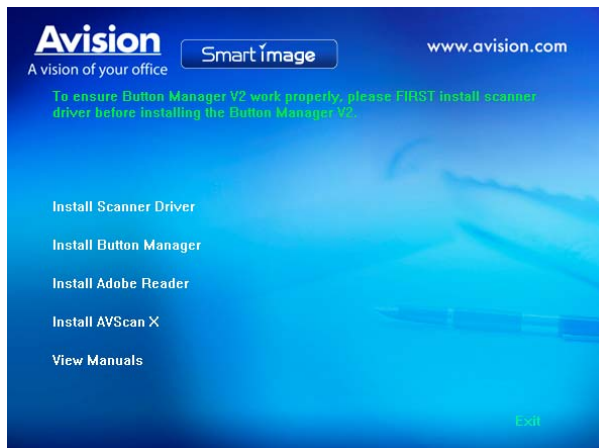 Avision
A vision of your office
Smart image
www.avision.com
To ensure Button Manager V2 work properly, please FIRST install scanner
driver before installing the Button Manager V2.
Install Scanner Driver
Install Button Manager
Install Adobe Reader
Install AVScan X
View Manuals
Exit